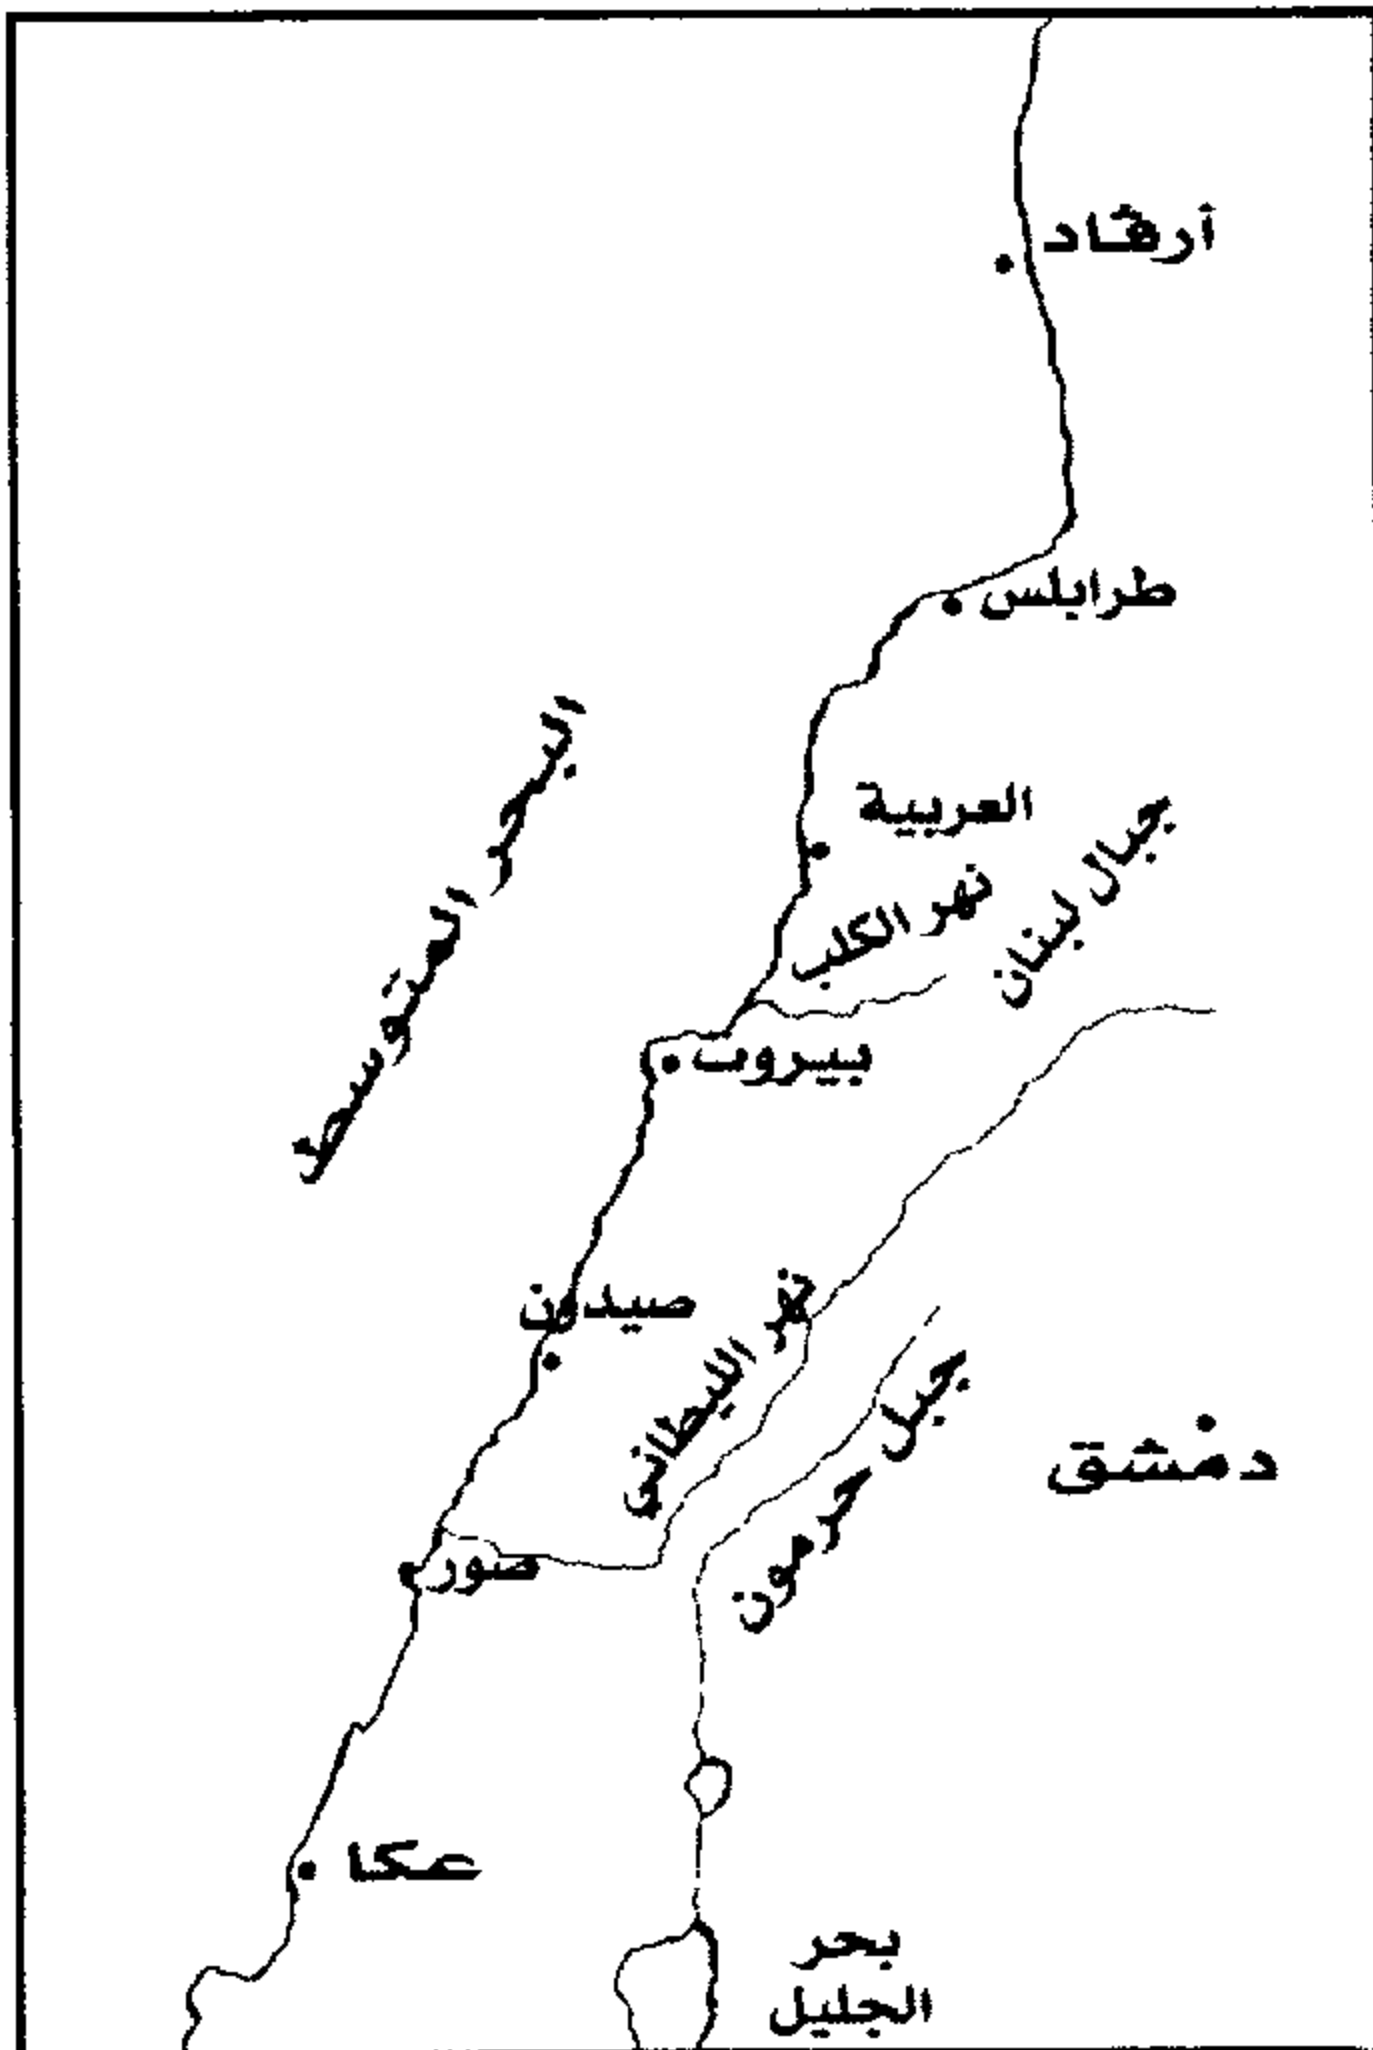 أرشاد
طرابلس
البحر المتوسط
العربية
جبال لبنان
نهر الكلب
بيروت
صيدون
نهر الليطاني
جبل حرمون
دمشق
صور
عكا
بحر
الجليل